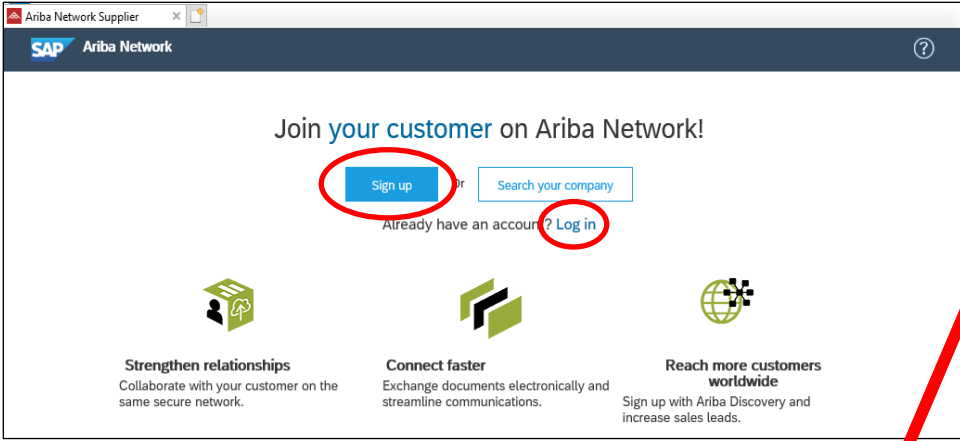 Ariba Network Supplier
SAP Ariba Network
?
Join your customer on Ariba Network!
Sign up Or Search your company
Already have an account? Log in
Strengthen relationships
Collaborate with your customer on the
same secure network.
Connect faster
Exchange documents electronically and
streamline communications.
Reach more customers
worldwide
Sign up with Ariba Discovery and
increase sales leads.